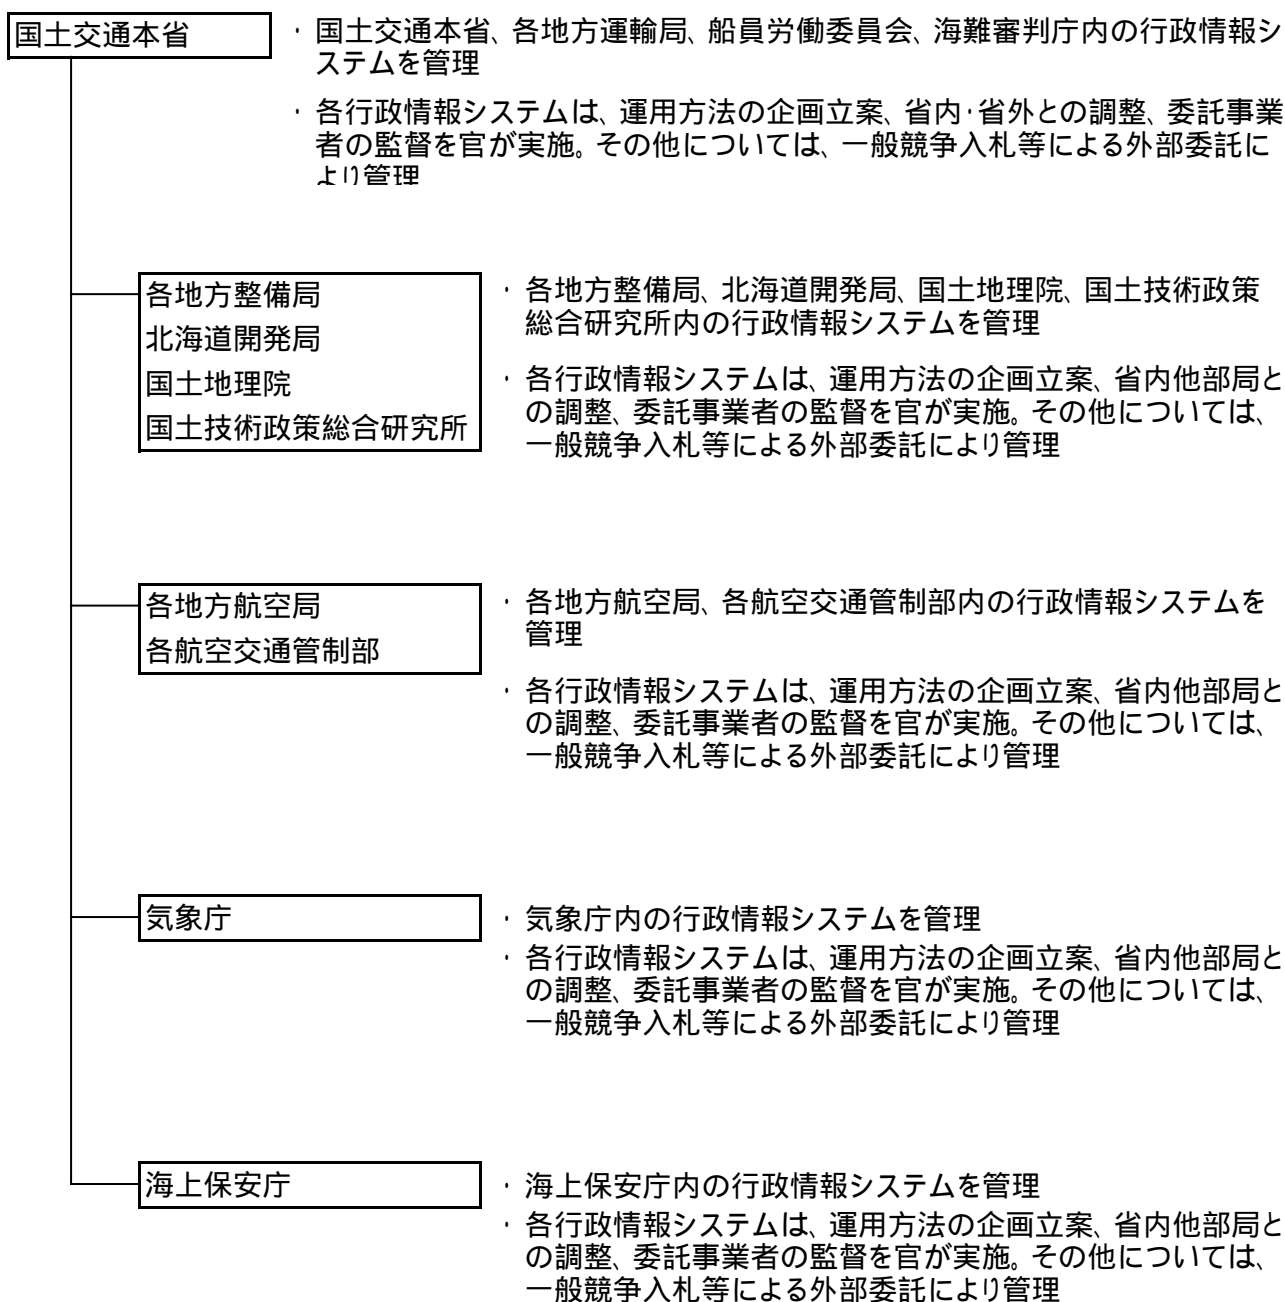 国土交通本省
・国土交通本省、各地方運輸局、船員労働委員会、海難審判庁内の行政情報シ
ステムを管理
・各行政情報システムは、運用方法の企画立案、省内・省外との調整、委託事業
者の監督を官が実施。その他については、一般競争入札等による外部委託に
より管理
各地方整備局
北海道開発局
国土地理院
国土技術政策総合研究所
・各地方整備局、北海道開発局、国土地理院、国土技術政策
総合研究所内の行政情報システムを管理
・各行政情報システムは、運用方法の企画立案、省内他部局と
の調整、委託事業者の監督を官が実施。その他については、
一般競争入札等による外部委託により管理
各地方航空局
各航空交通管制部
・各地方航空局、各航空交通管制部内の行政情報システムを
管理
・各行政情報システムは、運用方法の企画立案、省内他部局と
の調整、委託事業者の監督を官が実施。その他については、
一般競争入札等による外部委託により管理
気象庁
・気象庁内の行政情報システムを管理
・各行政情報システムは、運用方法の企画立案、省内他部局と
の調整、委託事業者の監督を官が実施。その他については、
一般競争入札等による外部委託により管理
海上保安庁
・海上保安庁内の行政情報システムを管理
・各行政情報システムは、運用方法の企画立案、省内他部局と
の調整、委託事業者の監督を官が実施。その他については、
一般競争入札等による外部委託により管理